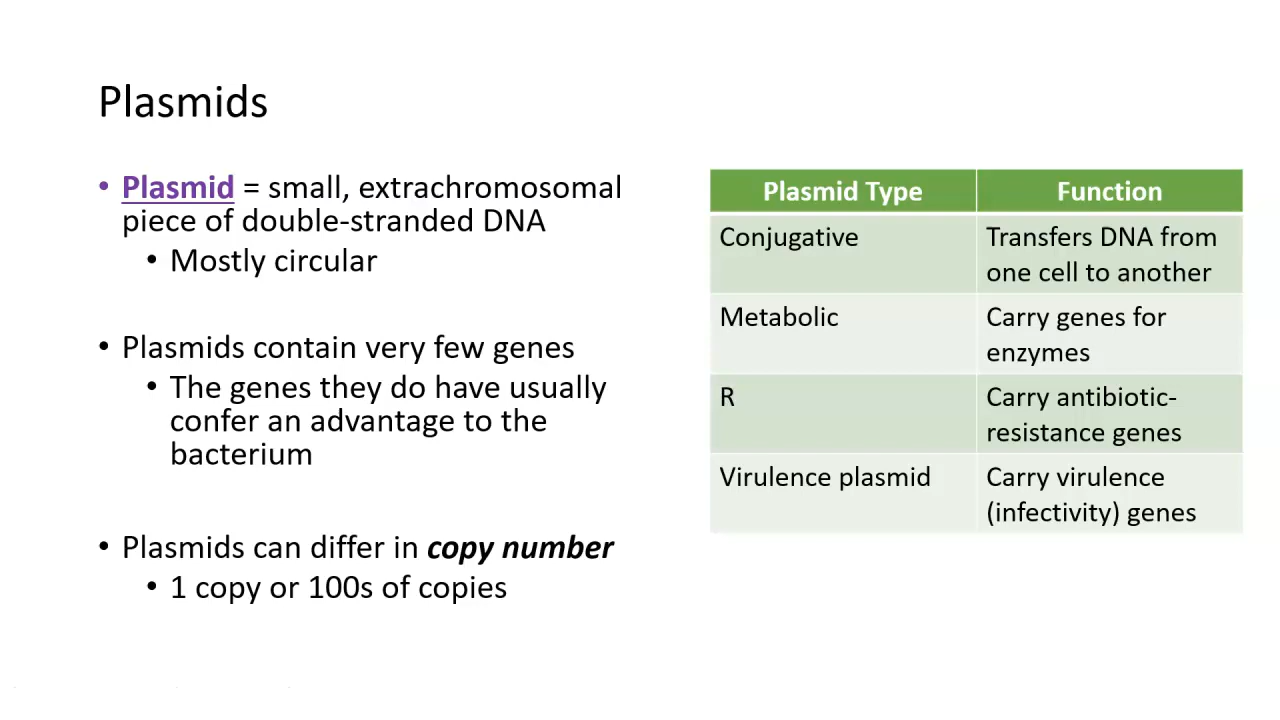 Plasmids
• Plasmid = small, extrachromosomal
piece of double-stranded DNA
• Mostly circular
• Plasmids contain very few genes
• The genes they do have usually
confer an advantage to the
bacterium
• Plasmids can differ in copy number
• 1 copy or 100s of copies
Plasmid Type Function
Conjugative Transfers DNA from
one cell to another
Metabolic Carry genes for
enzymes
R Carry antibiotic-
resistance genes
Virulence plasmid Carry virulence
(infectivity) genes